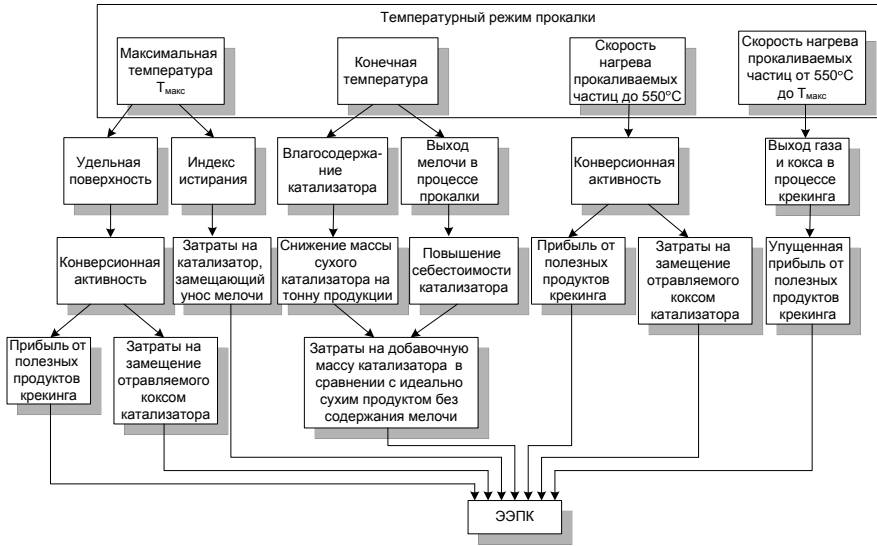 Температурный режим прокалки
Максимальная
температура
Tмакс
Конечная
температура
Скорость
нагрева
прокаливаемых
частиц до 550°С
Скорость нагрева
прокаливаемых
частиц от 550°С
до Тмакс
Удельная
поверхность
Индекс
истирания
Влагосодержа-
ние
катализатора
Выход
мелочи в
процессе
прокалки
Конверсионная
активность
Выход газа
и кокса в
процессе
крекинга
Конверсионная
активность
Затраты на
катализатор,
замещающий
унос мелочи
Снижение массы
сухого
катализатора на
тонну продукции
Повышение
себестоимости
катализатора
Прибыль от
полезных
продуктов
крекинга
Затраты на
замещение
отравляемого
коксом
катализатора
Упущенная
прибыль от
полезных
продуктов
крекинга
Прибыль от
полезных
продуктов
крекинга
Затраты на
замещение
отравляемого
коксом
катализатора
Затраты на добавочную
массу катализатора в
сравнении с идеально
сухим продуктом без
содержания мелочи
ЭЭПК